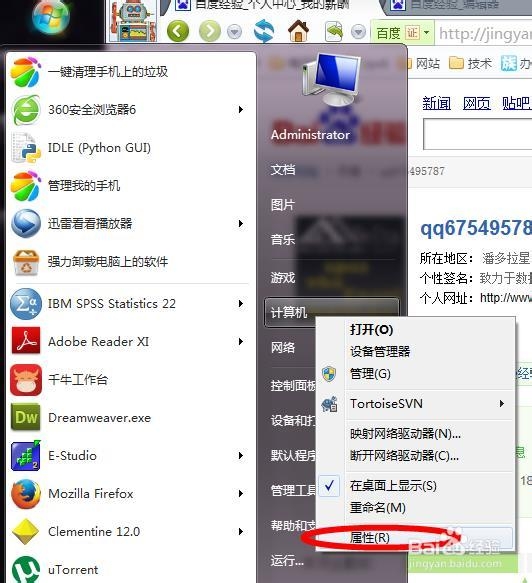 百度经验_个人中心_我的薪酬
百度经验_编辑器
百度
证
http://jingyan
网站
技术
族
办
一键清理手机上的垃圾
360安全浏览器6
IDLE (Python GUI)
管理我的手机
迅雷看看播放器
强力卸载电脑上的软件
IBM SPSS Statistics 22
Adobe Reader XI
千牛工作台
Dreamweaver.exe
E-Studio
Mozilla Firefox
Clementine 12.0
uTorrent
Administrator
文档
图片
音乐
游戏
计算机
网络
控制面板
设备和打
默认程序
管理工具
帮助和支
运行...
新闻 网页 贴吧
495787
qq67549578
所在地区: 潘多拉星
个性签名: 致力于数据
个人网址: http://www
打开(O)
设备管理器
管理(G)
TortoiseSVN
映射网络驱动器(N)...
断开网络驱动器(C)...
在桌面上显示(S)
重命名(M)
属性(R)
Baidu经验
jingyan.baidu.com